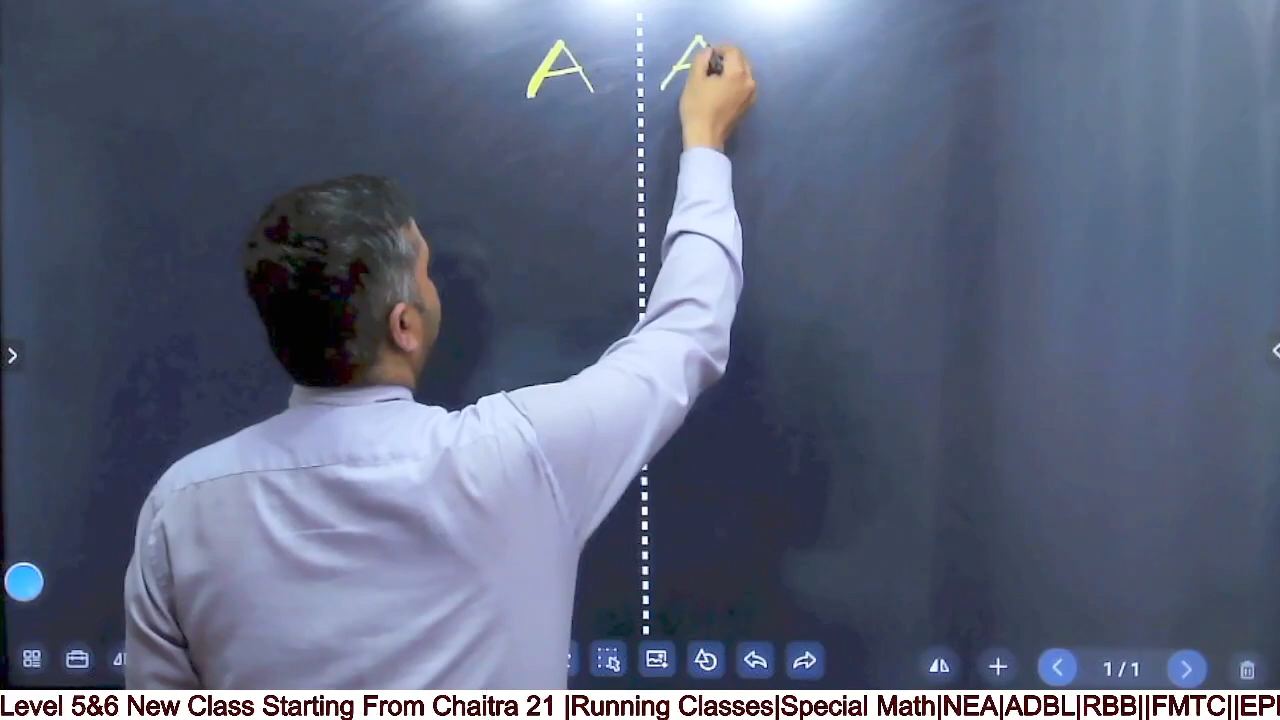 A A
1/1
Level 5&6 New Class Starting From Chaitra 21 |Running Classes|Special Math|NEA|ADBL|RBB||FMTC||EP